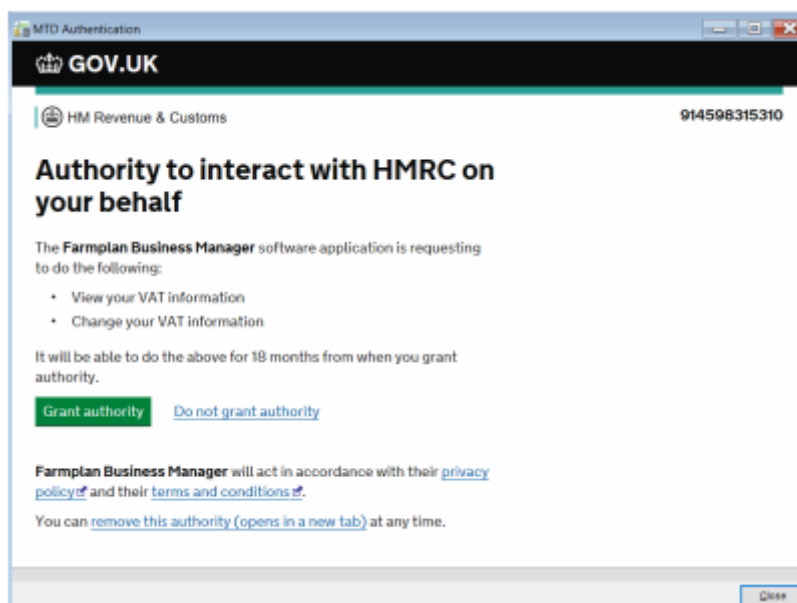 MTD Authentication
GOV.UK
HM Revenue & Customs
914598315310
Authority to interact with HMRC on
your behalf
The Farmplan Business Manager software application is requesting
to do the following:
• View your VAT information
• Change your VAT information
It will be able to do the above for 18 months from when you grant
authority.
Grant authority
Do not grant authority
Farmplan Business Manager will act in accordance with their privacy
policy and their terms and conditions.
You can remove this authority (opens in a new tab) at any time.
Close